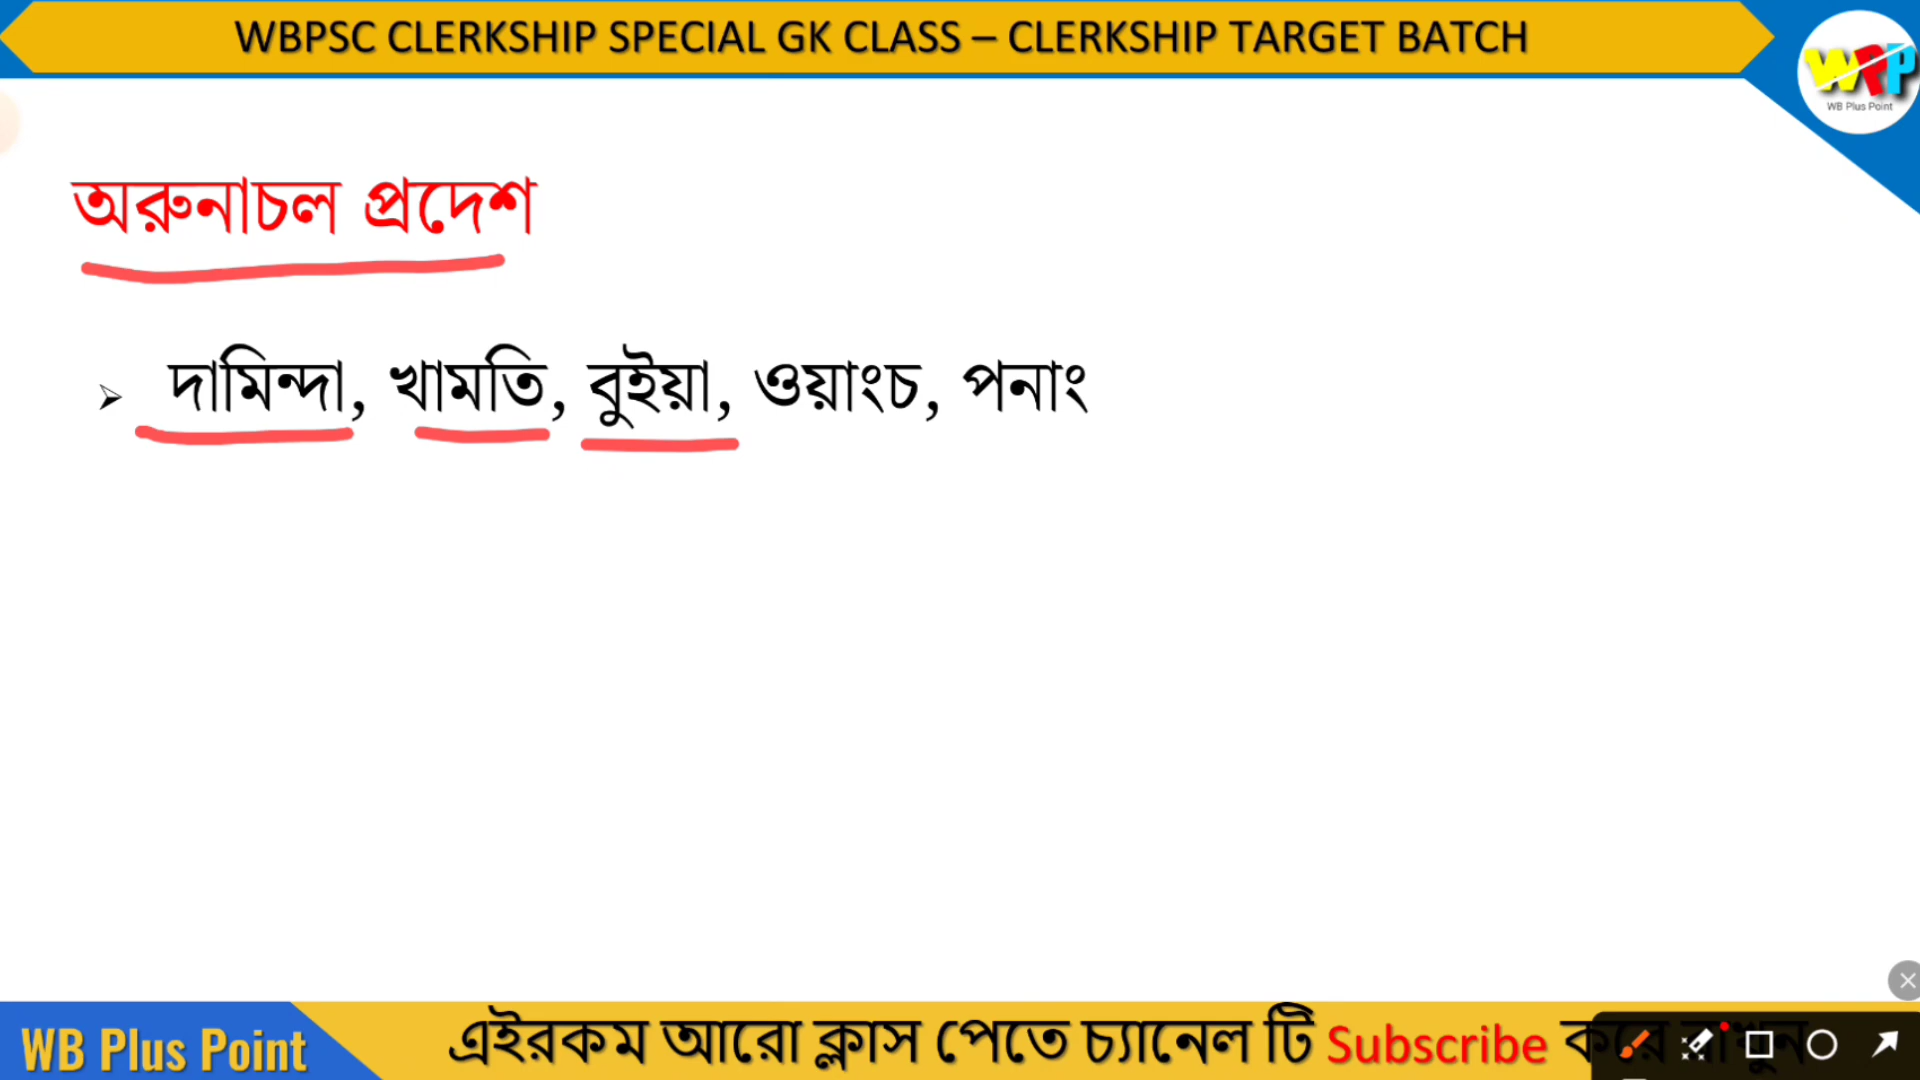 WBPSC CLERKSHIP SPECIAL GK CLASS – CLERKSHIP TARGET BATCH
WPP
WB Plus Point
অরুনাচল প্রদেশ
➢ দামিন্দা, খামতি, বুইয়া, ওয়াংচ, পনাং
WB Plus Point
এইরকম আরো ক্লাস পেতে চ্যানেল টি Subscribe